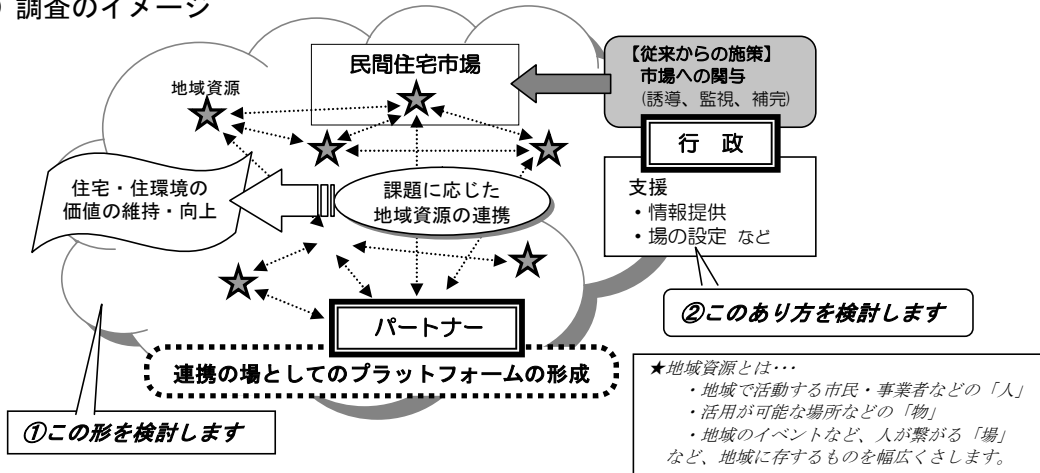 調査のイメージ
民間住宅市場
【従来からの施策】
市場への関与
(誘導、監視、補完)
地域資源
行 政
住宅・住環境の
価値の維持・向上
課題に応じた
地域資源の連携
支援
・情報提供
・場の設定 など
②このあり方を検討します
パートナー
連携の場としてのプラットフォームの形成
①この形を検討します
★地域資源とは･･･
・地域で活動する市民・事業者などの「人」
・活用が可能な場所などの「物」
・地域のイベントなど、人が繋がる「場」
など、地域に存するものを幅広くさします。